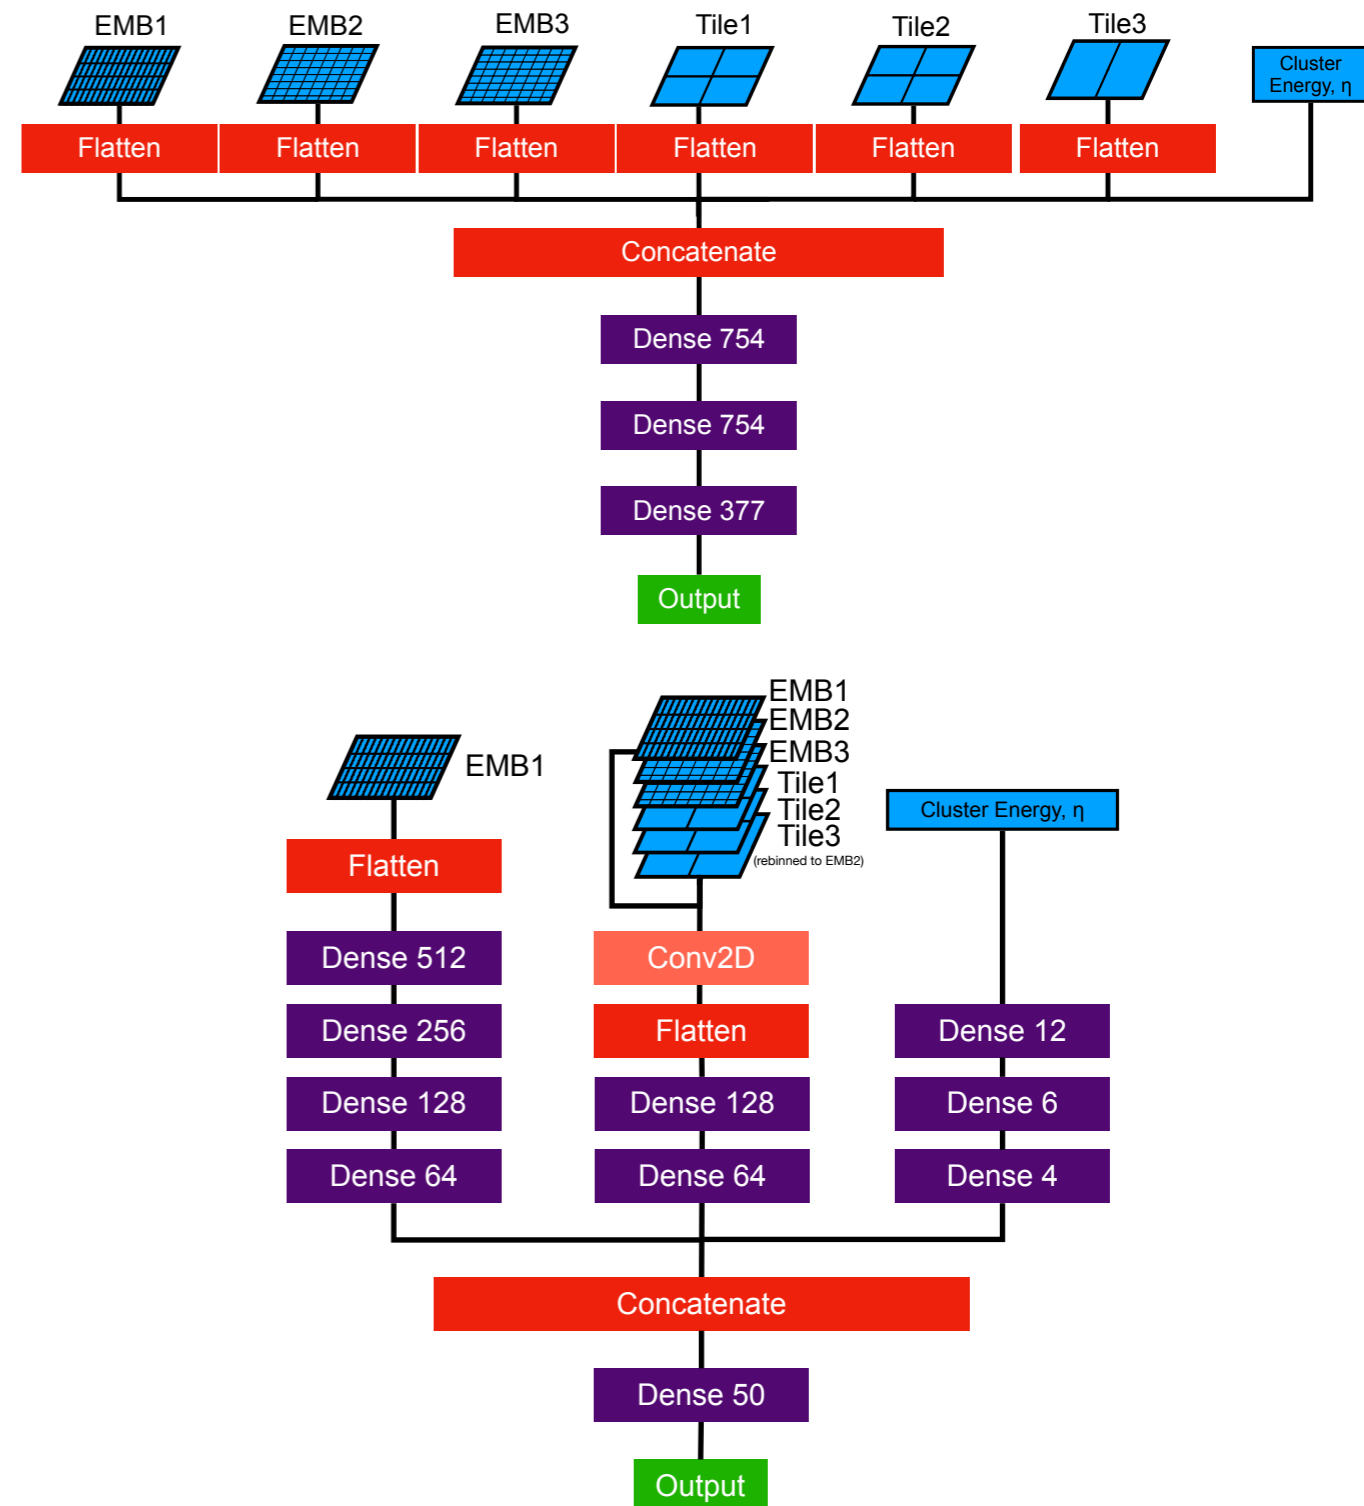 EMB1
EMB2
EMB3
Tile1
Tile2
Tile3
Cluster
Energy, η
Flatten
Flatten
Flatten
Flatten
Flatten
Flatten
Concatenate
Dense 754
Dense 754
Dense 377
Output
EMB1
EMB1
EMB2
EMB3
Tile1
Tile2
Tile3
(rebinned to EMB2)
Cluster Energy, η
Flatten
Dense 512
Conv2D
Dense 256
Flatten
Dense 12
Dense 128
Dense 128
Dense 6
Dense 64
Dense 64
Dense 4
Concatenate
Dense 50
Output